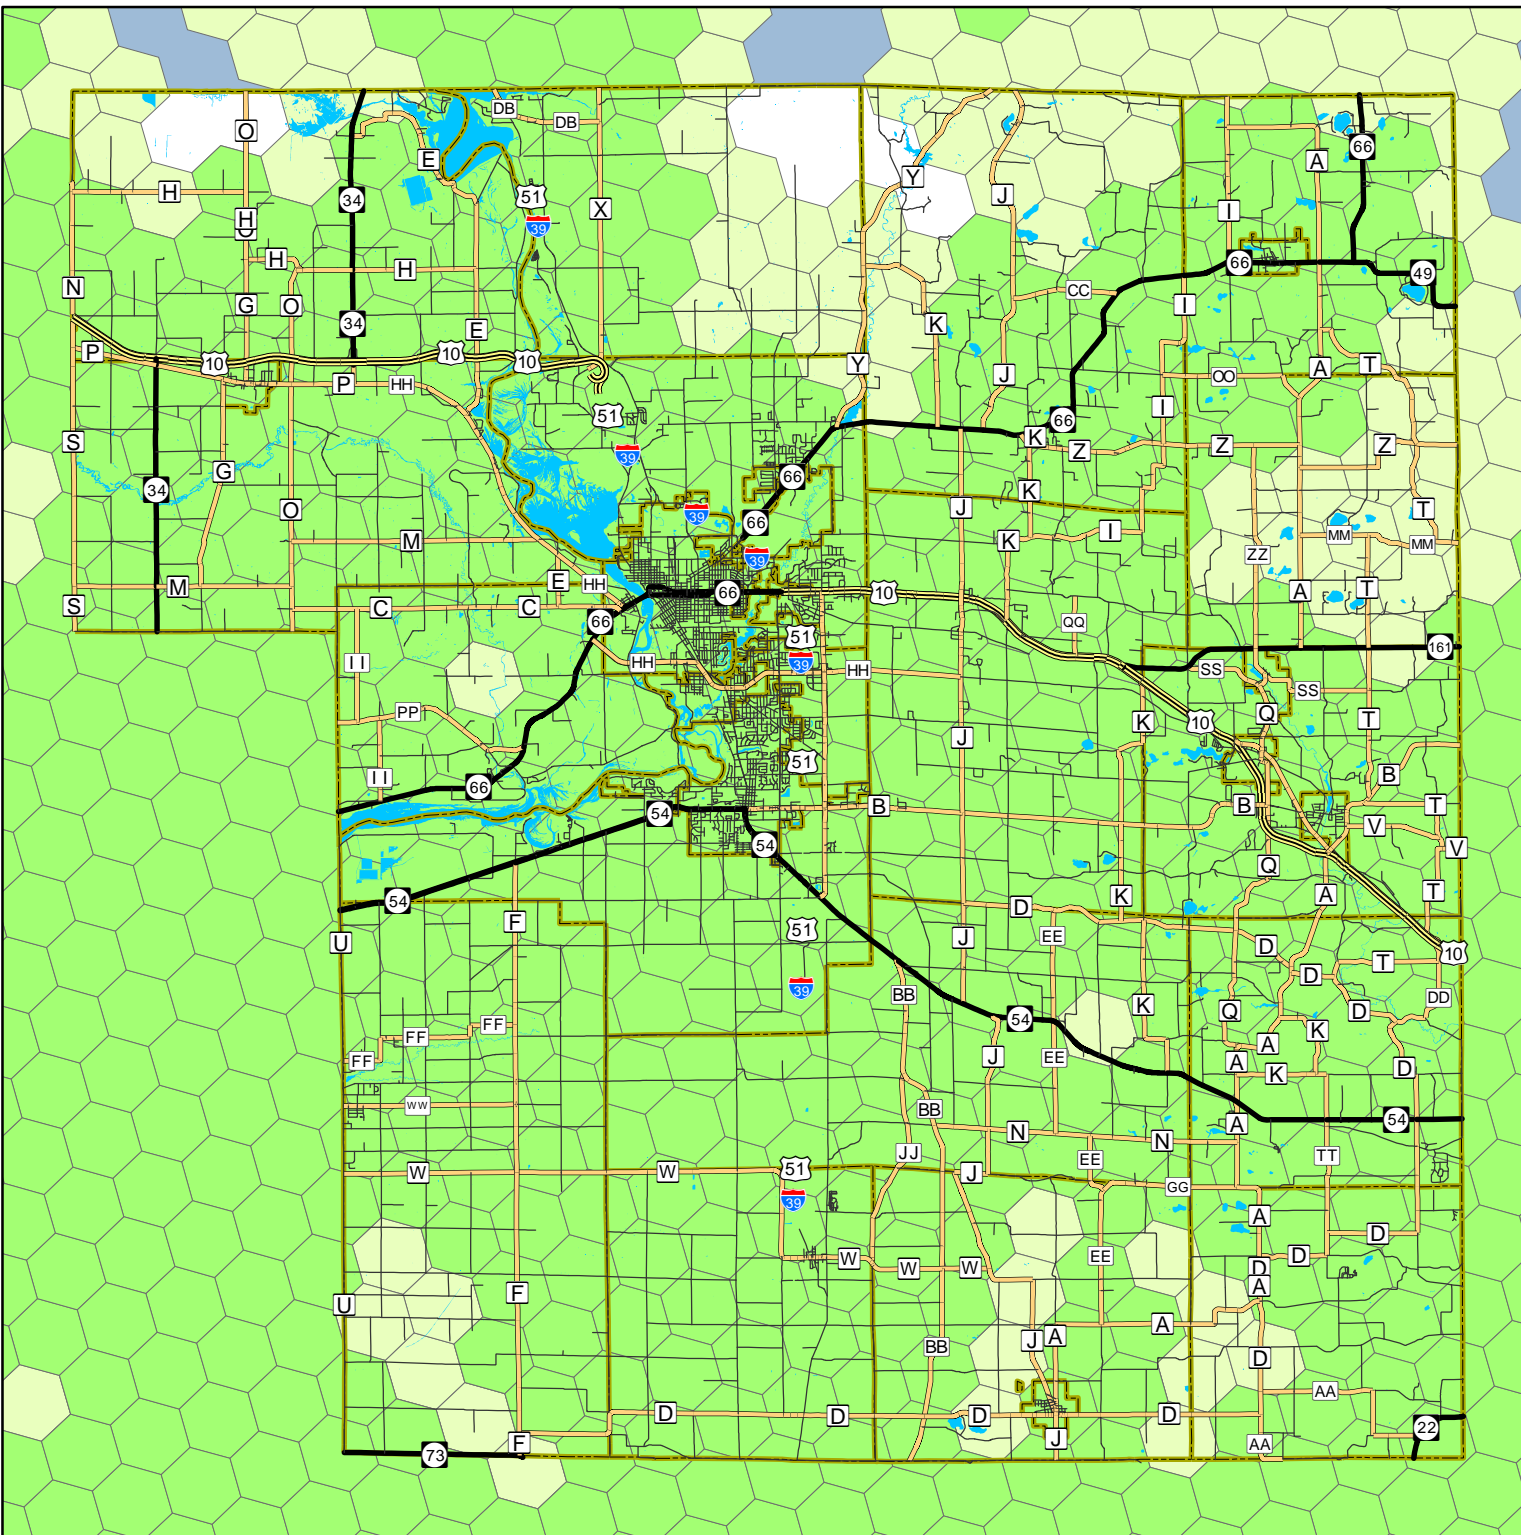 DB
O
DB
66
E
A
H
34
51
X
Y
J
I
H
O
39
H
H
66
CC
49
N
G
O
34
E
K
I
P
10
10
10
Y
J
OO
A
T
P
HH
51
I
66
S
K
Z
Z
Z
39
G
66
34
K
O
39
66
J
T
M
K
I
MM
MM
39
ZZ
M
E
HH
66
10
A
T
S
C
C
66
QQ
51
161
II
HH
39
HH
SS
SS
PP
K
10
Q
T
J
51
II
66
B
54
B
B
T
V
54
V
Q
54
F
D
K
A
T
U
51
J
EE
D
10
T
39
BB
D
DD
54
K
Q
D
FF
FF
K
FF
J
EE
A
A
K
D
WW
BB
A
54
N
N
JJ
EE
TT
W
W
51
J
GG
39
A
W
W
W
EE
D
D
D
A
U
F
A
J
A
BB
D
AA
D
D
D
D
22
F
J
AA
73